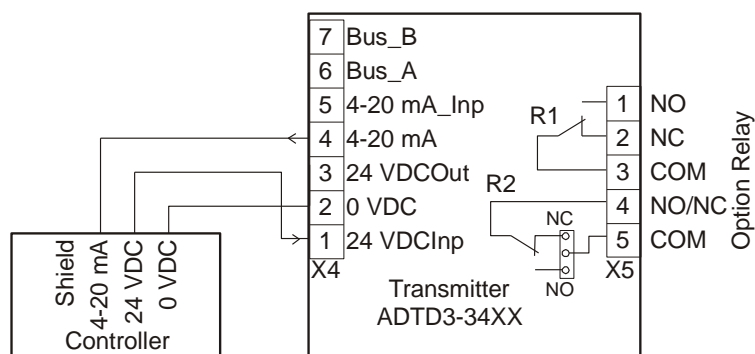 7 Bus_B
6 Bus_A
5 4-20 mA_Inp
4 4-20 mA
3 24 VDCOut
2 0 VDC
1 24 VDCInp
X4
R1
R2
NC
NO
1 NO
2 NC
3 COM
4 NO/NC
5 COM
X5
Option Relay
Transmitter
ADTD3-34XX
Shield
4-20 mA
24 VDC
0 VDC
Controller